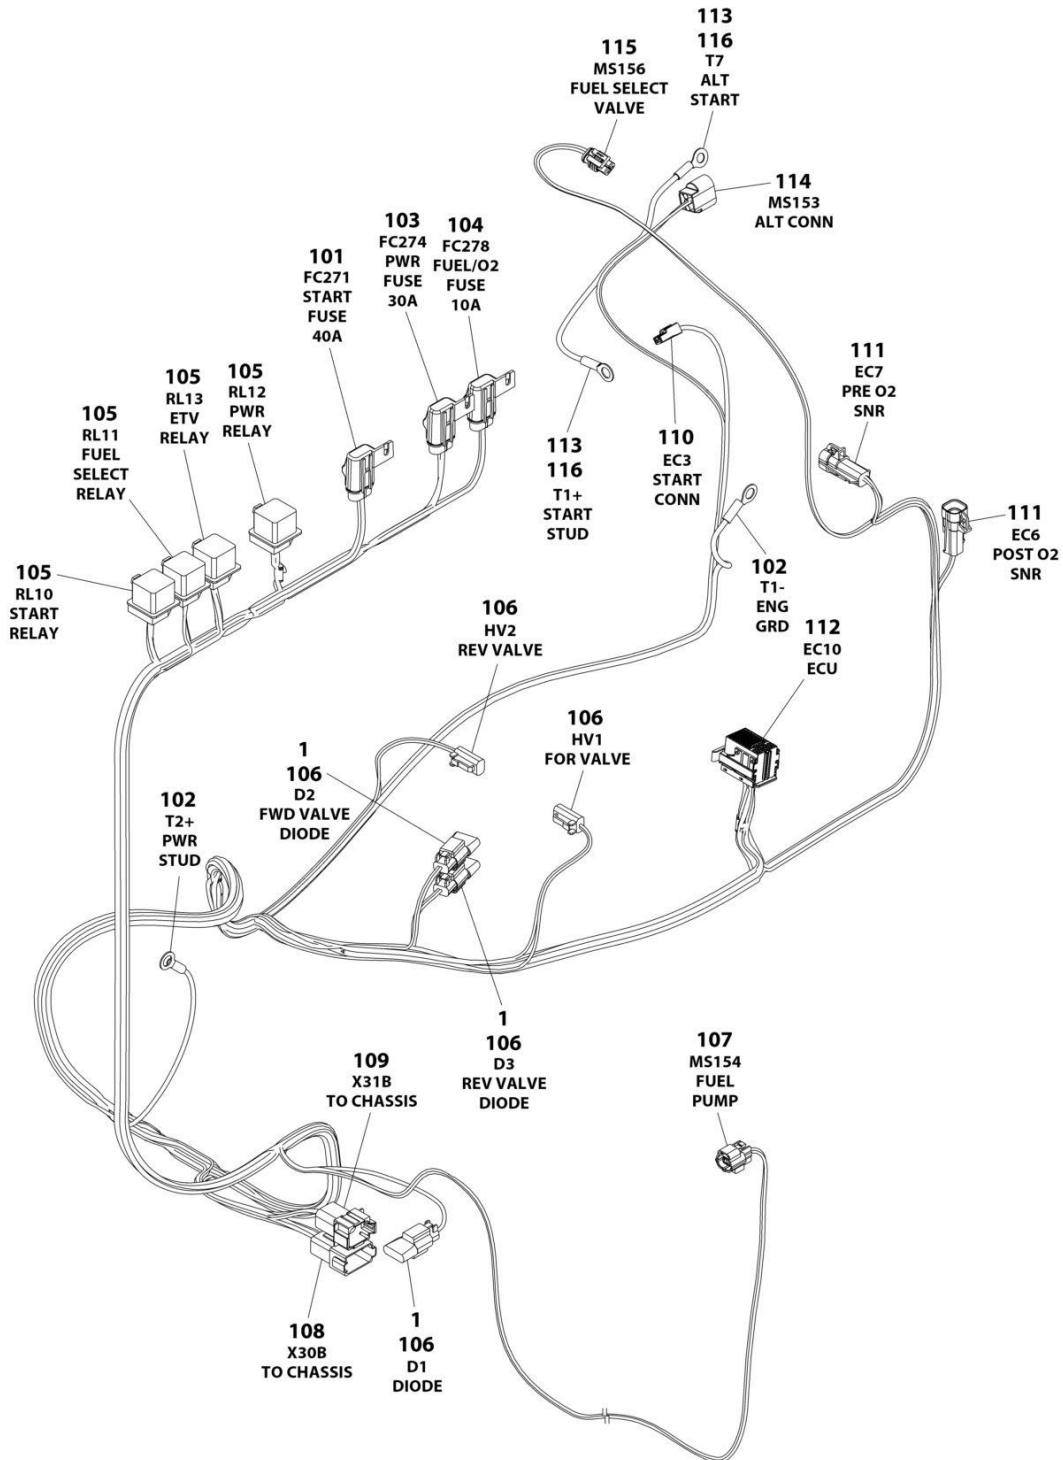 113
116
T7
ALT
START
115
MS156
FUEL SELECT
VALVE
114
MS153
ALT CONN
103
FC274
PWR
FUSE
30A
104
FC278
FUEL/O2
FUSE
10A
101
FC271
START
FUSE
40A
105
RL12
PWR
RELAY
105
RL13
ETV
RELAY
105
RL11
FUEL
SELECT
RELAY
105
RL10
START
RELAY
111
EC7
PRE O2
SNR
113
116
T1+
START
STUD
110
EC3
START
CONN
111
EC6
POST O2
SNR
102
T1-
ENG
GRD
106
HV2
REV VALVE
112
EC10
ECU
106
HV1
FOR VALVE
1
106
D2
FWD VALVE
DIODE
102
T2+
PWR
STUD
1
106
D3
REV VALVE
DIODE
109
X31B
TO CHASSIS
107
MS154
FUEL
PUMP
108
X30B
TO CHASSIS
1
106
D1
DIODE